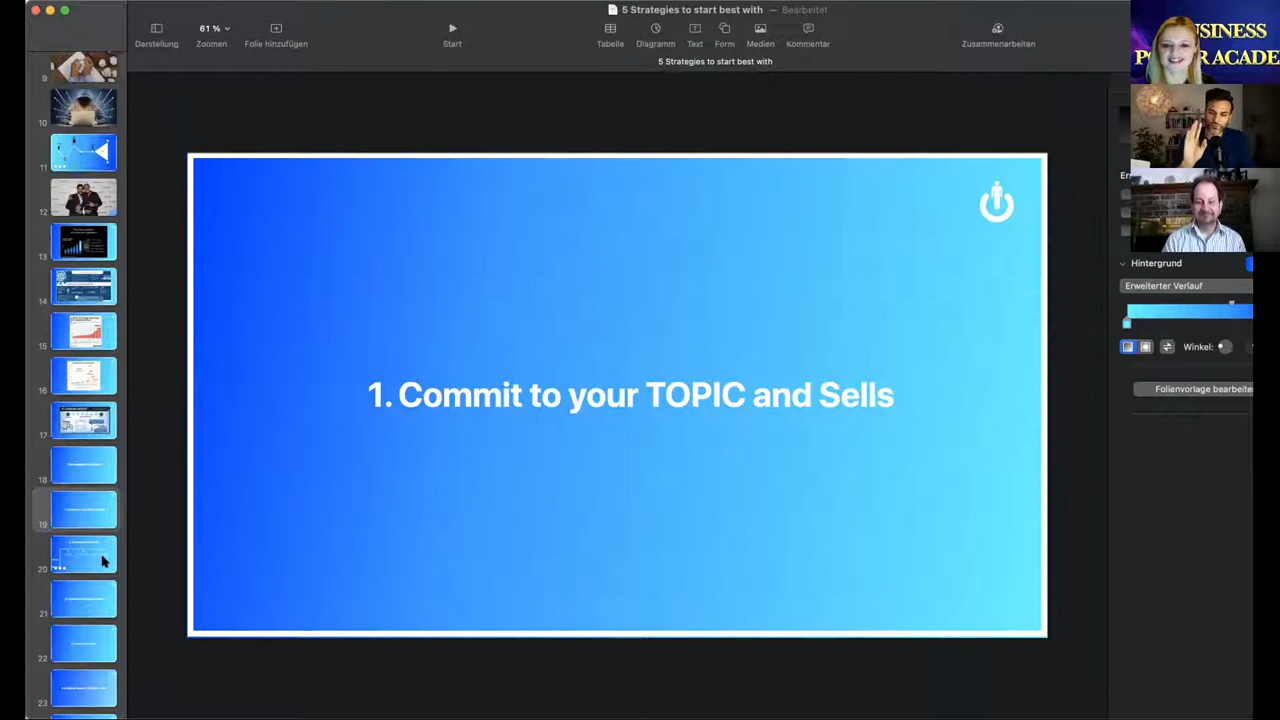 5 Strategies to start best with — Bearbeitet
61 %
Darstellung
Zoomen
Folie hinzufügen
Start
Tabelle
Diagramm
Text
Form
Medien
Kommentar
Zusammenarbeiten
5 Strategies to start best with
9
10
11
12
13
14
15
16
17
18
19
20
21
22
23
1. Commit to your TOPIC and Sells
Hintergrund
Erweiterter Verlauf
Winkel:
Folienvorlage bearbeite